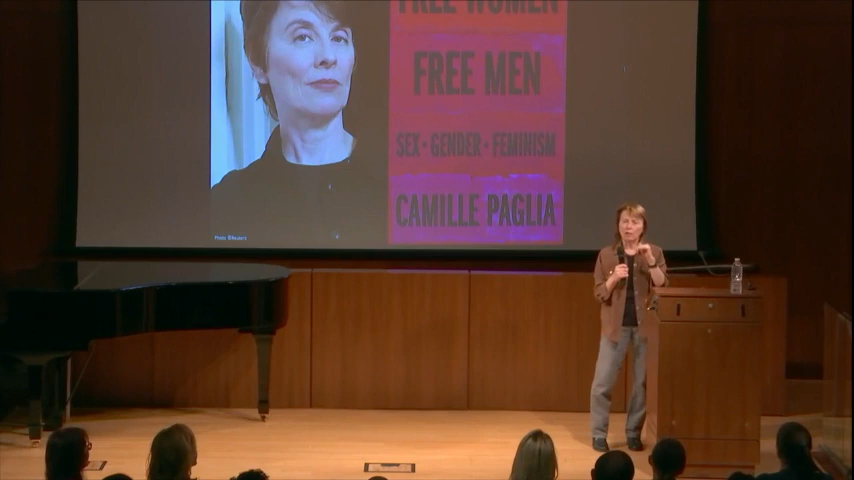 FREE WOMEN
FREE MEN
SEX • GENDER • FEMINISM
CAMILLE PAGLIA